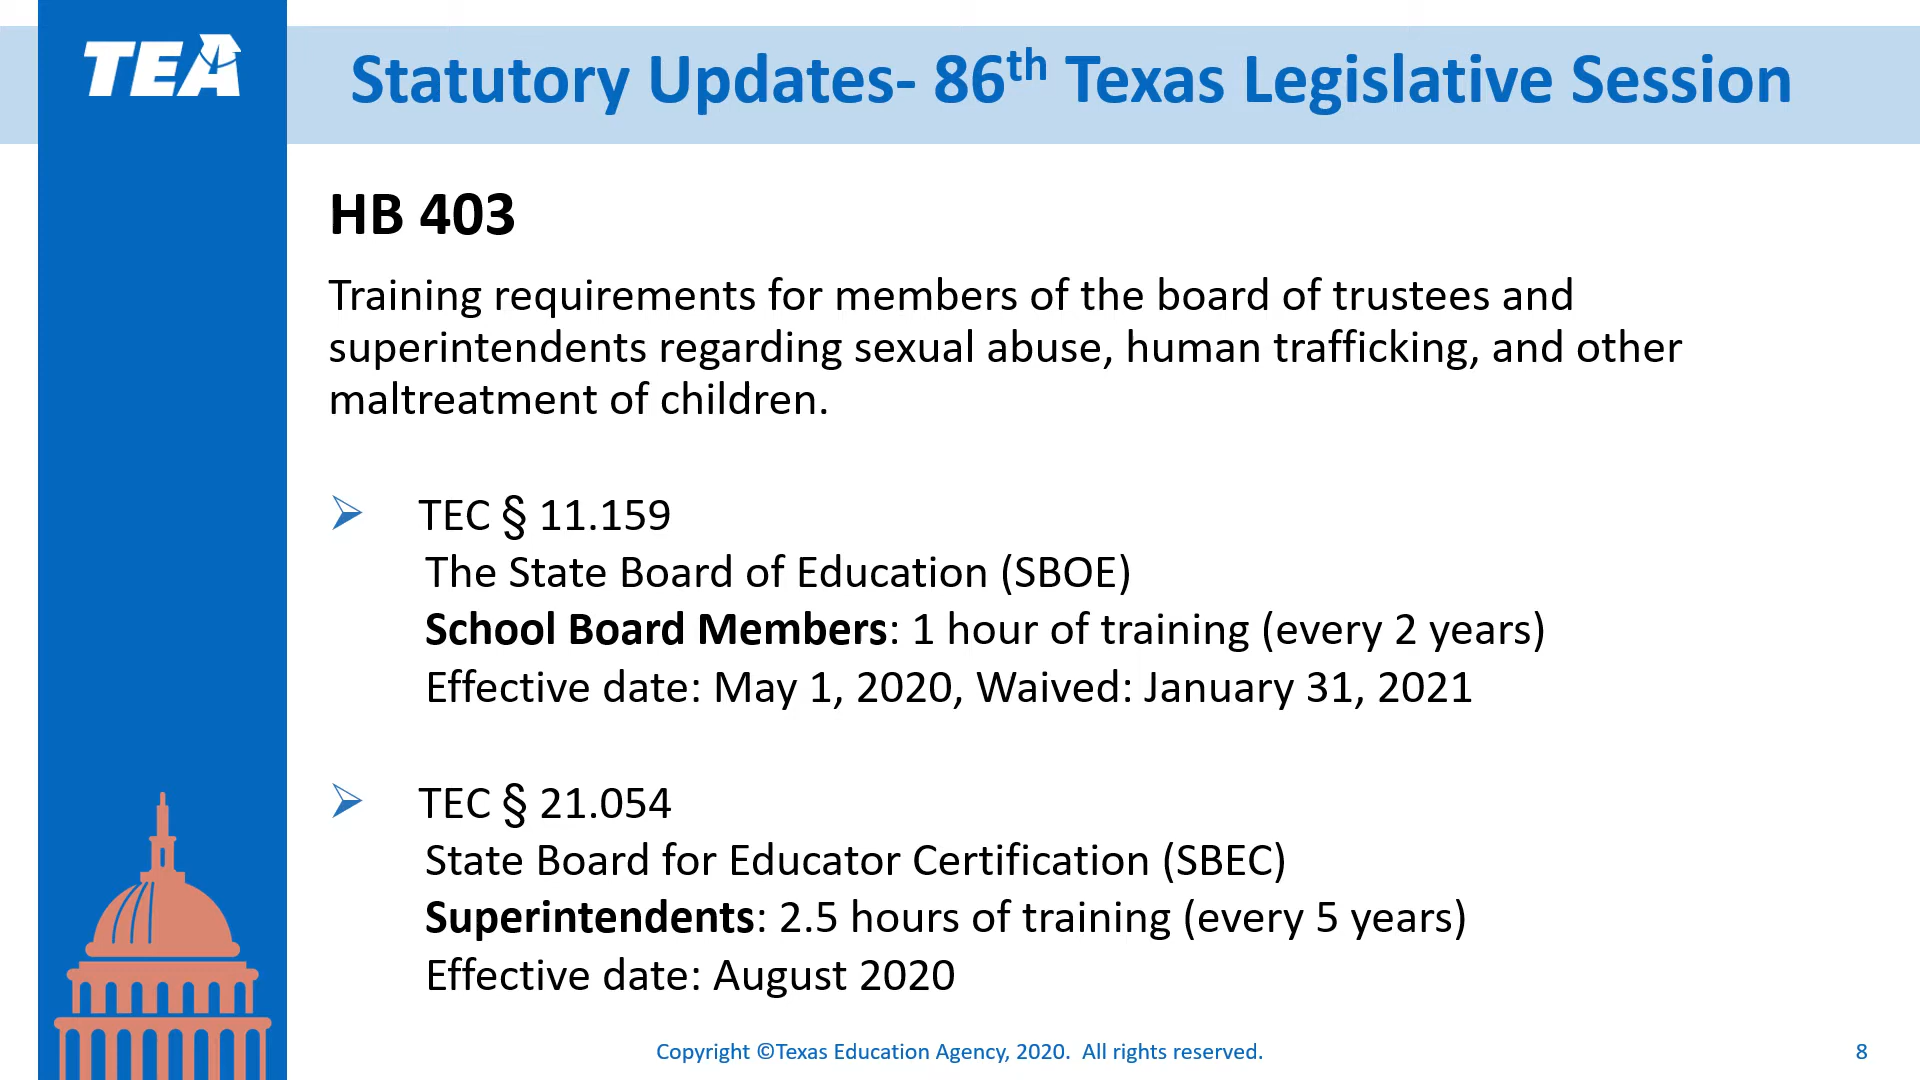 TEA
Statutory Updates- 86th Texas Legislative Session
HB 403
Training requirements for members of the board of trustees and
superintendents regarding sexual abuse, human trafficking, and other
maltreatment of children.
TEC § 11.159
The State Board of Education (SBOE)
School Board Members: 1 hour of training (every 2 years)
Effective date: May 1, 2020, Waived: January 31, 2021
TEC § 21.054
State Board for Educator Certification (SBEC)
Superintendents: 2.5 hours of training (every 5 years)
Effective date: August 2020
Copyright ©Texas Education Agency, 2020. All rights reserved.
8